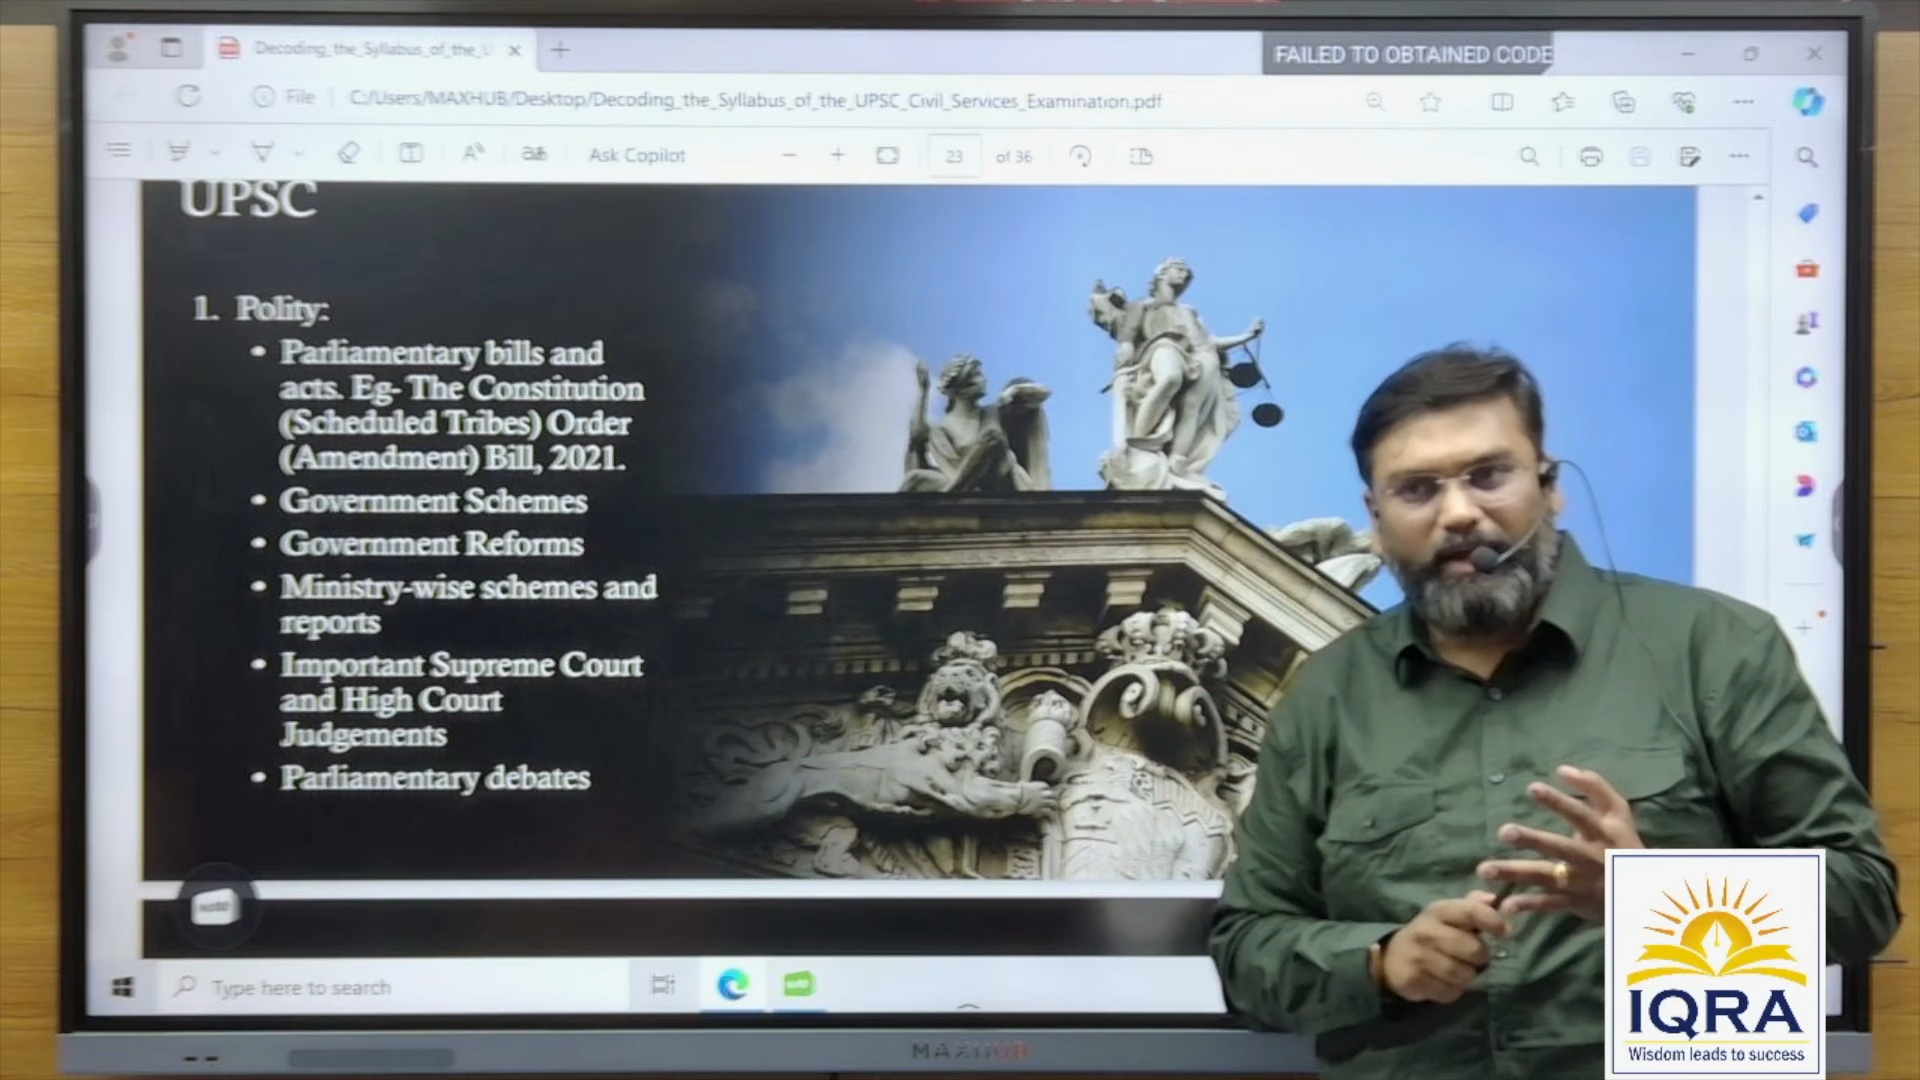 Decoding_the_Syllabus_of_the_U
FAILED TO OBTAINED CODE
File
C:/Users/MAXHUB/Desktop/Decoding_the_Syllabus_of_the_UPSC_Civil_Services_Examination.pdf
Ask Copilot
23 of 36
UPSC
1. Polity:
• Parliamentary bills and
acts. Eg- The Constitution
(Scheduled Tribes) Order
(Amendment) Bill, 2021.
• Government Schemes
• Government Reforms
• Ministry-wise schemes and
reports
• Important Supreme Court
and High Court
Judgements
• Parliamentary debates
Type here to search
MAXHUB
IQRA
Wisdom leads to success